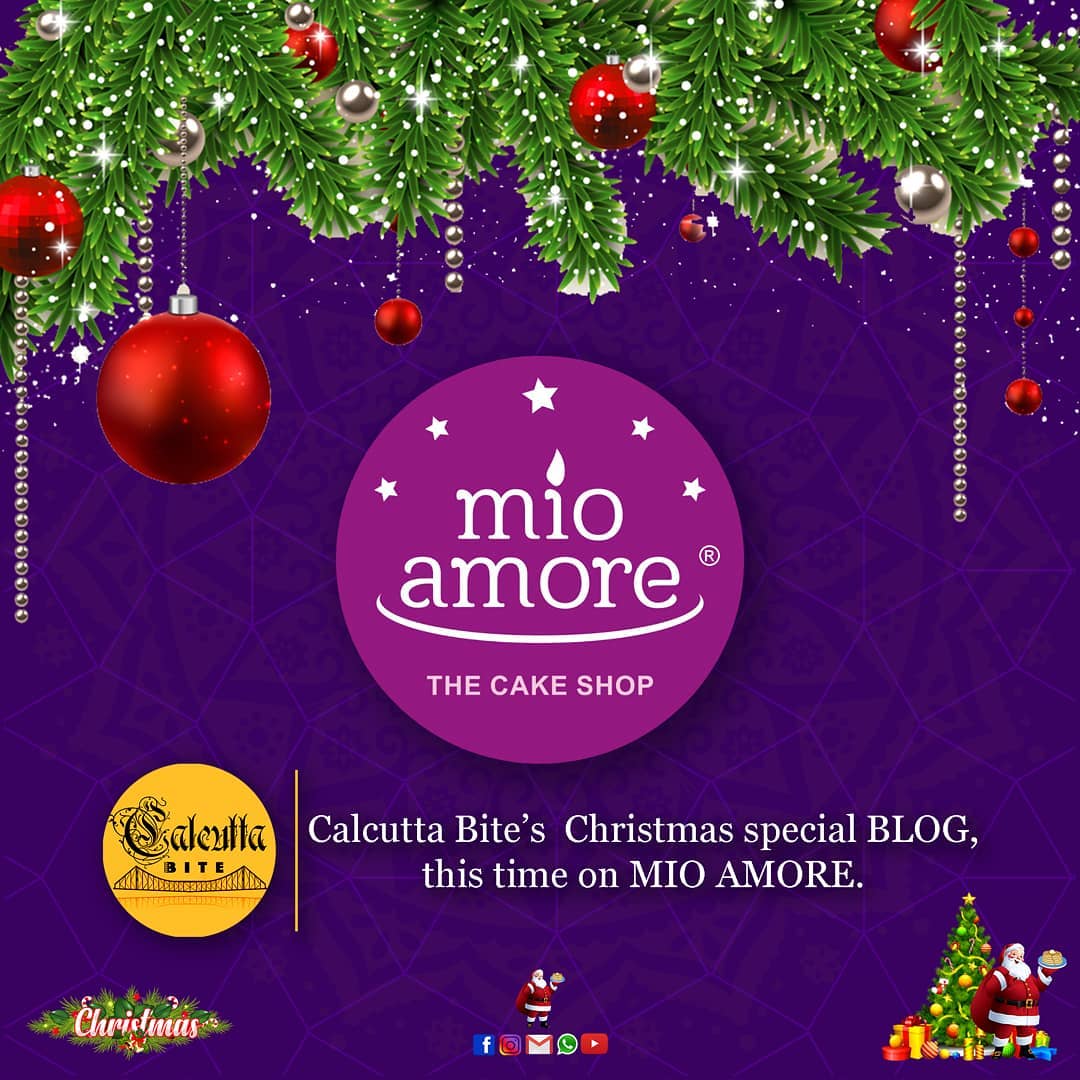 mio
amore®
THE CAKE SHOP
Calcutta
BITE
Calcutta Bite’s  Christmas special BLOG,
this time on MIO AMORE.
Christmas